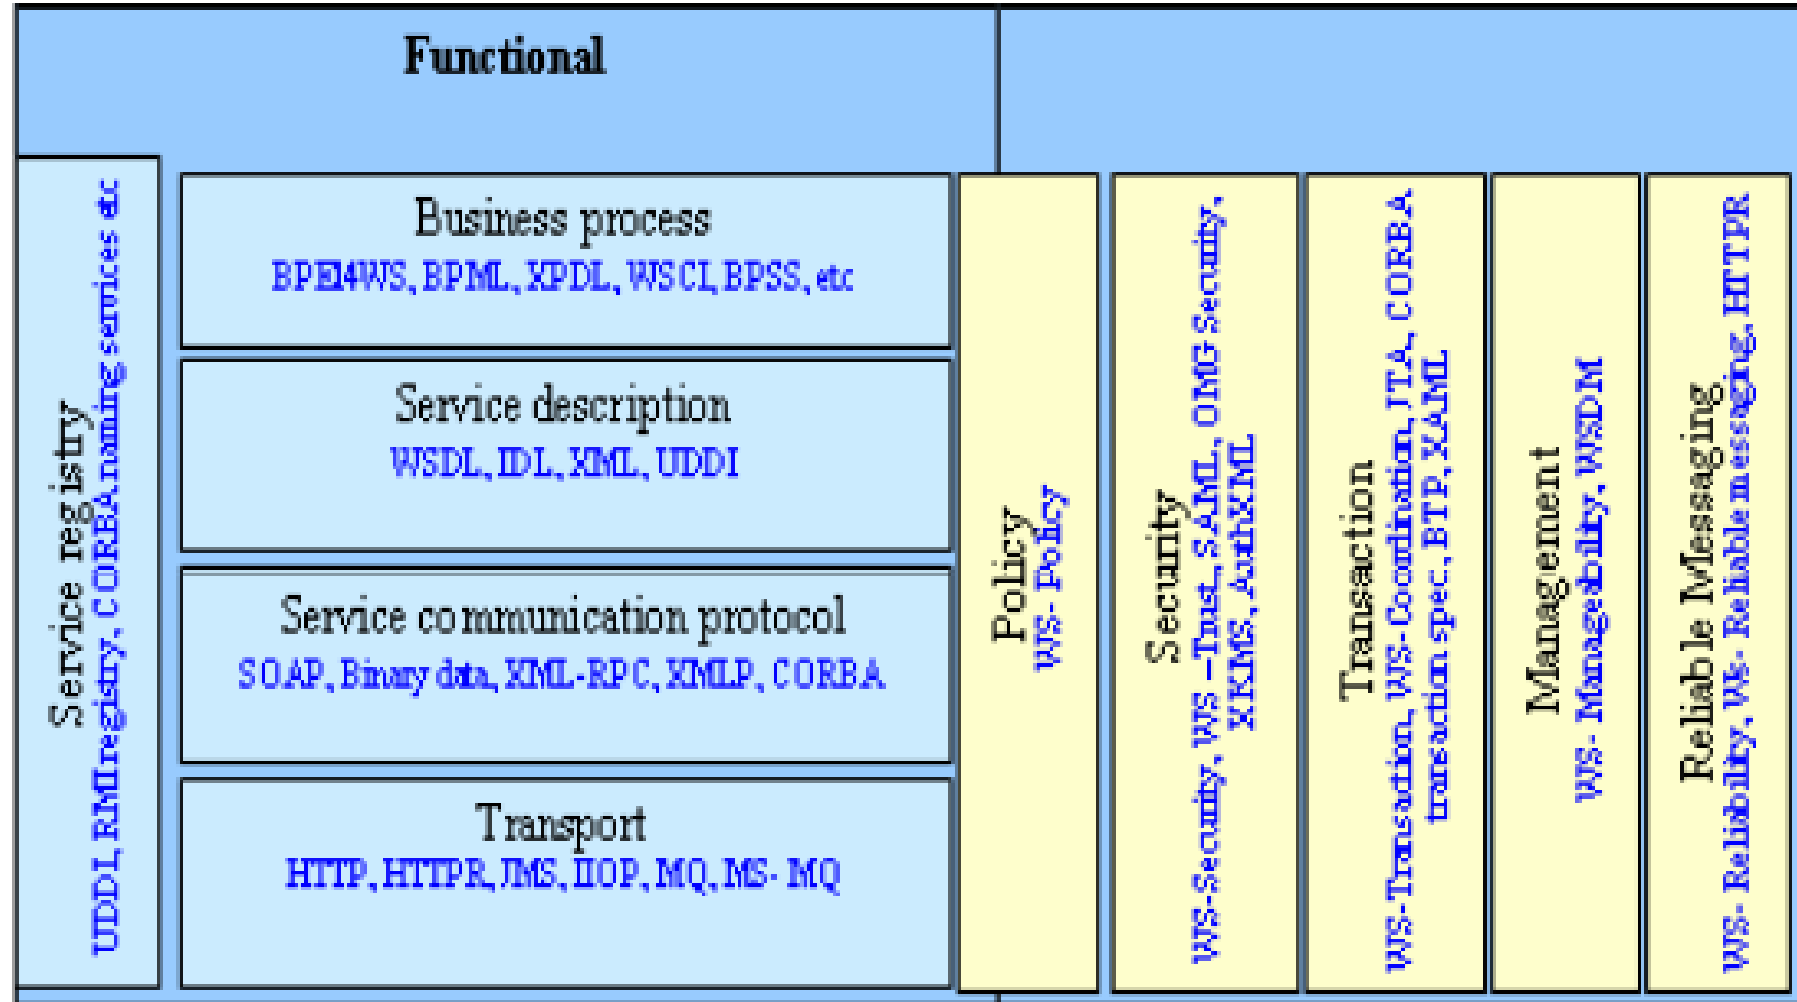 Functional
Service registry
UDDI, RMI registry, CORBA naming services etc
Business process
BPEl4WS, BPML, XPDL, WSCI, BPSS, etc
Service description
WSDL, IDL, XML, UDDI
Service communication protocol
SOAP, Binary data, XML-RPC, XMLP, CORBA
Transport
HTTP, HTTPR, JMS, IIOP, MQ, MS- MQ
Policy
WS- Policy
Security
WS-Security, WS –Trust, SAML, OMG Security,
XKMS, AuthXML
Transaction
WS-Transaction, WS- Coordination, JTA, CORBA
transaction spec., BTP, XAML
Management
WS- Manageability, WSDM
Reliable Messaging
WS- Reliability, Ws- Reliable messaging, HTTPR